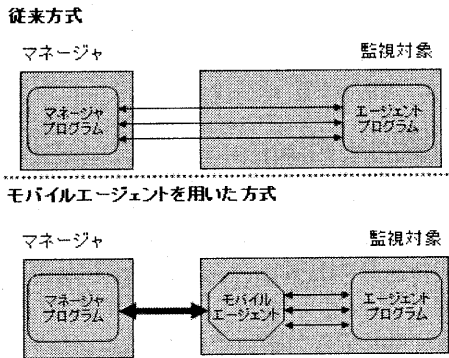 従来方式
マネージャ
監視対象
マネージャ
プログラム
エージェント
プログラム
モバイルエージェントを用いた方式
マネージャ
監視対象
マネージャ
プログラム
モバイル
エージェント
エージェント
プログラム